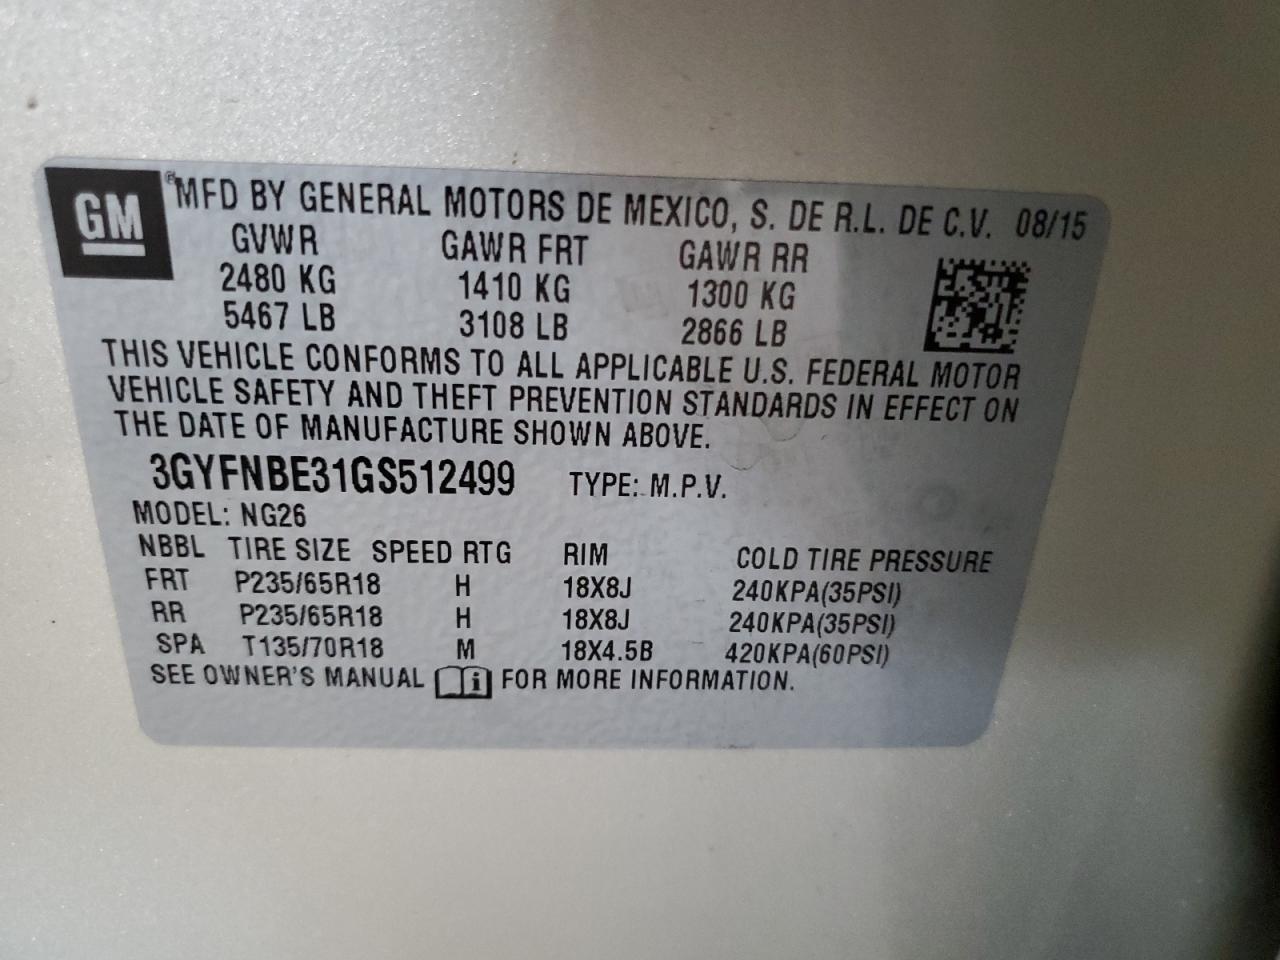 GM ® MFD BY GENERAL MOTORS DE MEXICO, S. DE R.L. DE C.V. 08/15
GVWR GAWR FRT GAWR RR
2480 KG 1410 KG 1300 KG
5467 LB 3108 LB 2866 LB
THIS VEHICLE CONFORMS TO ALL APPLICABLE U.S. FEDERAL MOTOR
VEHICLE SAFETY AND THEFT PREVENTION STANDARDS IN EFFECT ON
THE DATE OF MANUFACTURE SHOWN ABOVE.
3GYFNBE31GS512499 TYPE: M.P.V.
MODEL: NG26
NBBL TIRE SIZE SPEED RTG RIM COLD TIRE PRESSURE
FRT P235/65R18 H 18X8J 240KPA(35PSI)
RR P235/65R18 H 18X8J 240KPA(35PSI)
SPA T135/70R18 M 18X4.5B 420KPA(60PSI)
SEE OWNER'S MANUAL i FOR MORE INFORMATION.